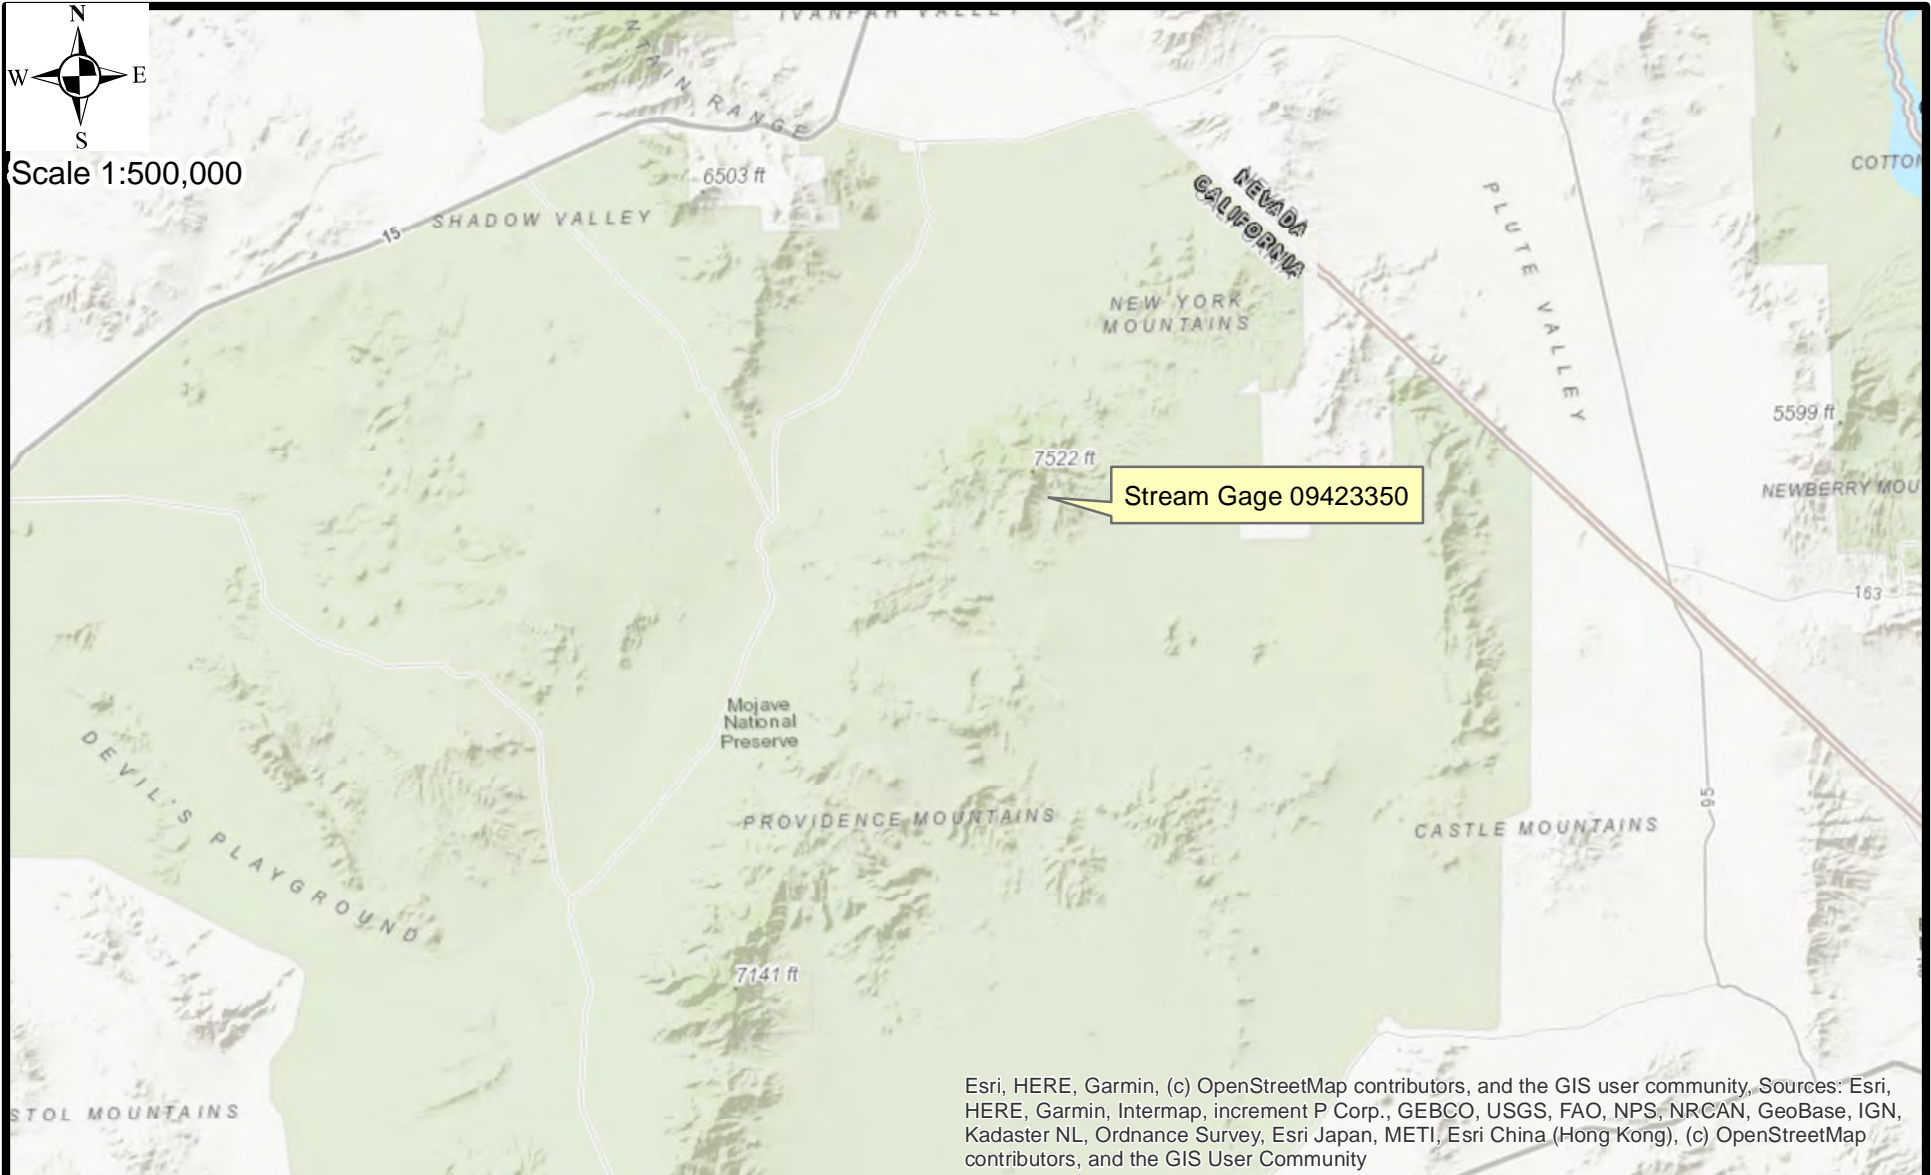 N
W E
S
Scale 1:500,000
IVANPAH VALLEY
NTAIN RANGE
6503 ft
SHADOW VALLEY
15
NEVADA
CALIFORNIA
PLUTE VALLEY
COTTON
NEW YORK
MOUNTAINS
5599 ft
7522 ft
Stream Gage 09423350
NEWBERRY MOU
163
Mojave
National
Preserve
DEVIL'S PLAYGROUND
PROVIDENCE MOUNTAINS
95
CASTLE MOUNTAINS
7141 ft
STOL MOUNTAINS
Esri, HERE, Garmin, (c) OpenStreetMap contributors, and the GIS user community, Sources: Esri,
HERE, Garmin, Intermap, increment P Corp., GEBCO, USGS, FAO, NPS, NRCAN, GeoBase, IGN,
Kadaster NL, Ordnance Survey, Esri Japan, METI, Esri China (Hong Kong), (c) OpenStreetMap
contributors, and the GIS User Community